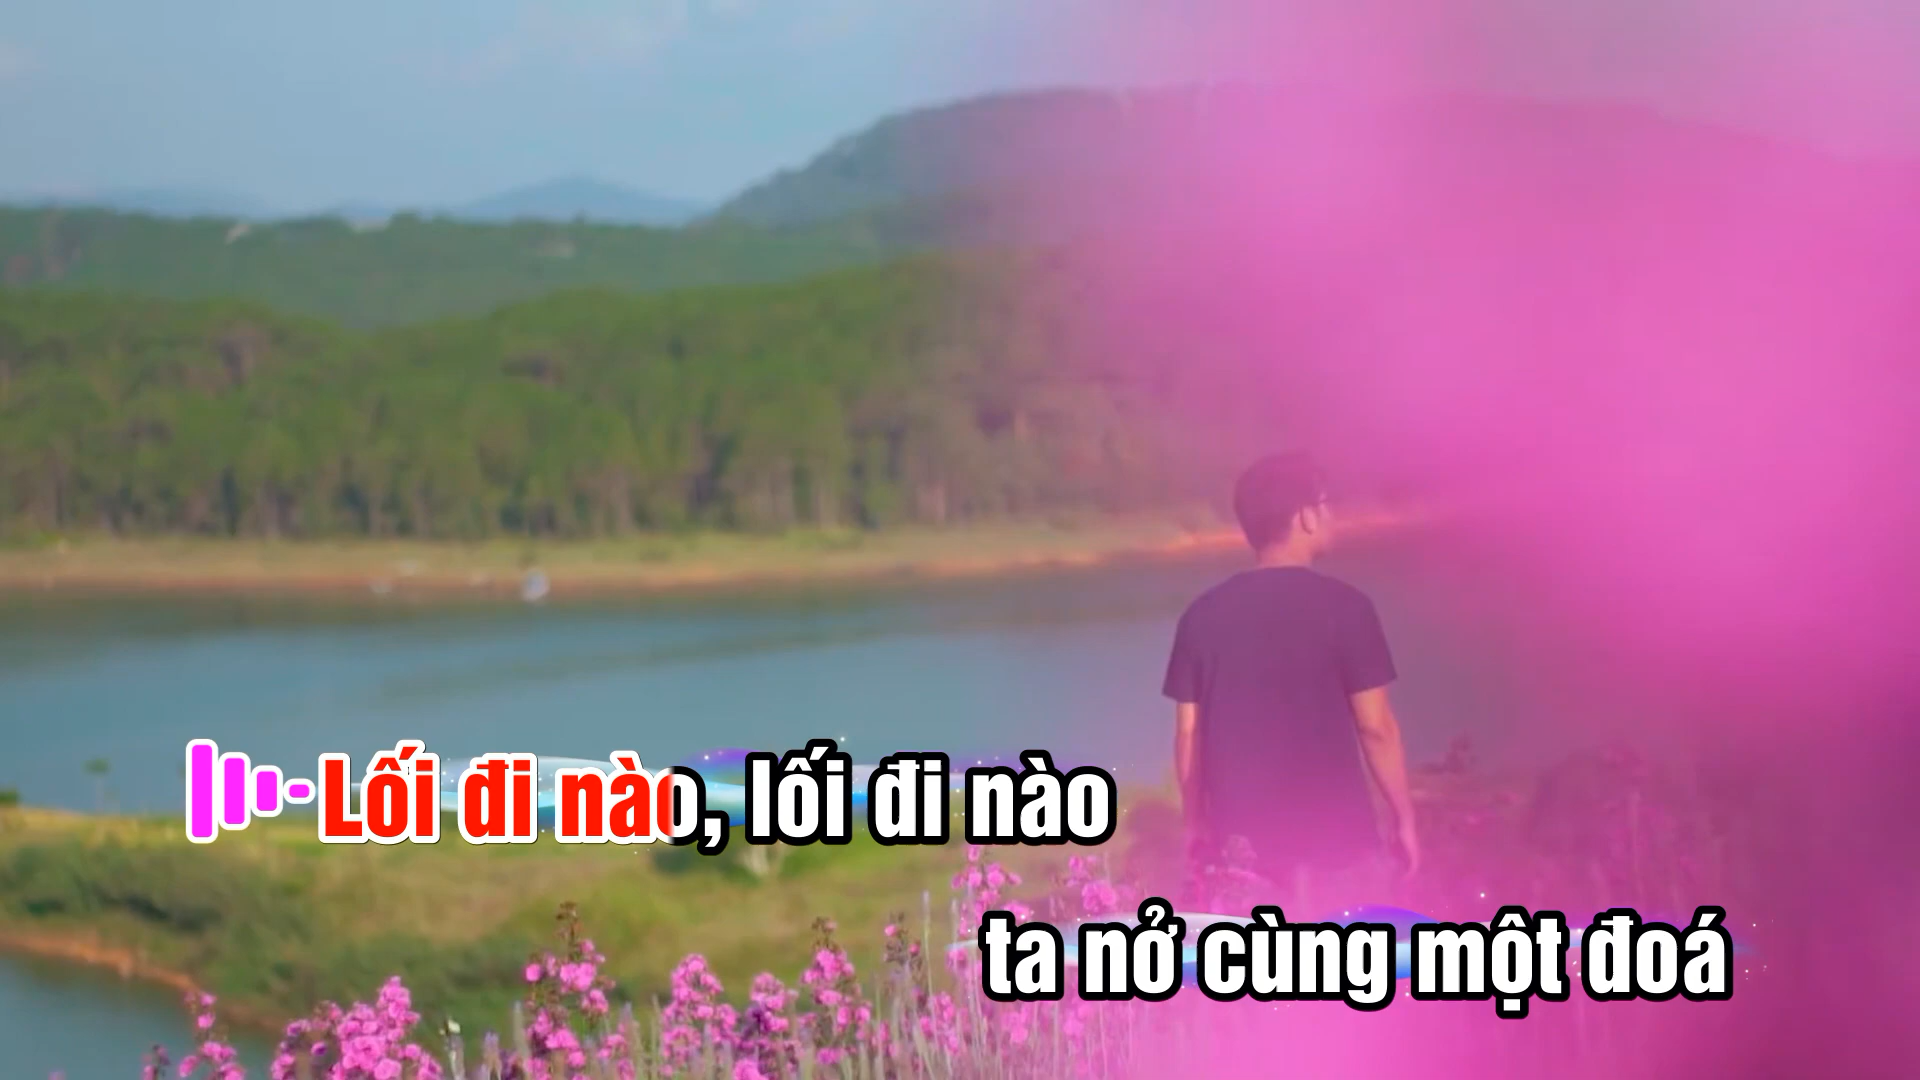 Lối đi nào, lối đi nào
ta nở cùng một đoá